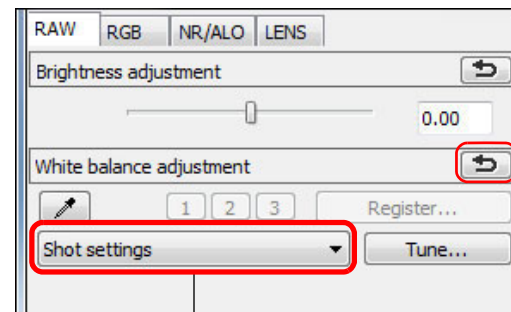 RAW RGB NR/ALO LENS
Brightness adjustment
0.00
White balance adjustment
1 2 3 Register...
Shot settings Tune...